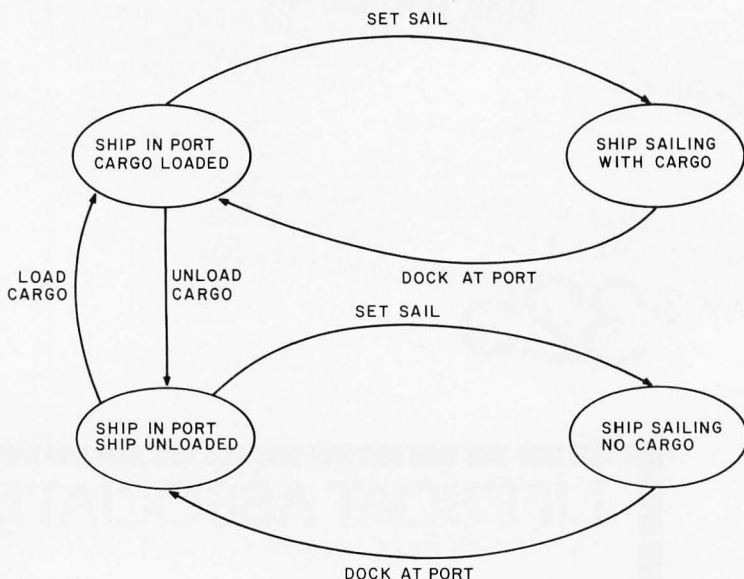 SET SAIL
SHIP IN PORT
CARGO LOADED
SHIP SAILING
WITH CARGO
LOAD
CARGO
UNLOAD
CARGO
DOCK AT PORT
SET SAIL
SHIP IN PORT
SHIP UNLOADED
SHIP SAILING
NO CARGO
DOCK AT PORT